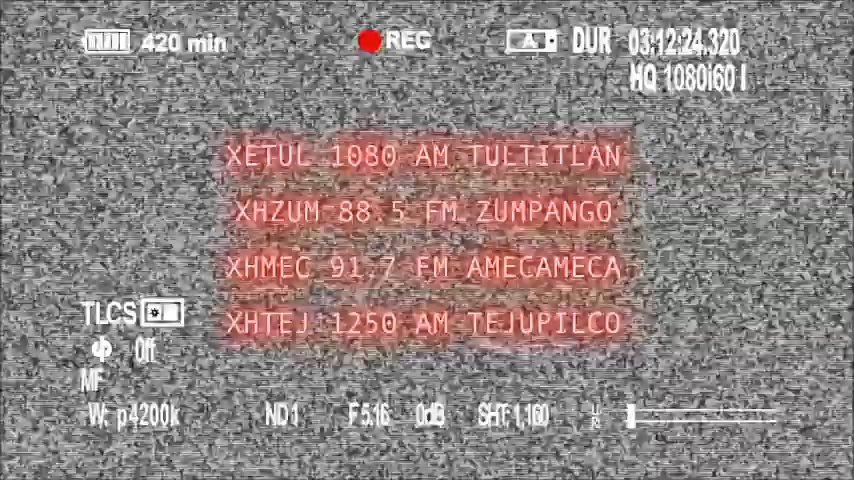 420 min REC A DUR 03:12:24.320
HQ 1080i60 I
XETUL 1080 AM TULTITLAN
XHZUM 88.5 FM ZUMPANGO
XHMEC 91.7 FM AMECAMECA
XHTEJ 1250 AM TEJUPILCO
TLCS
Off
MF
W: p4200k ND1 F5.16 0dB SHT, 1,160